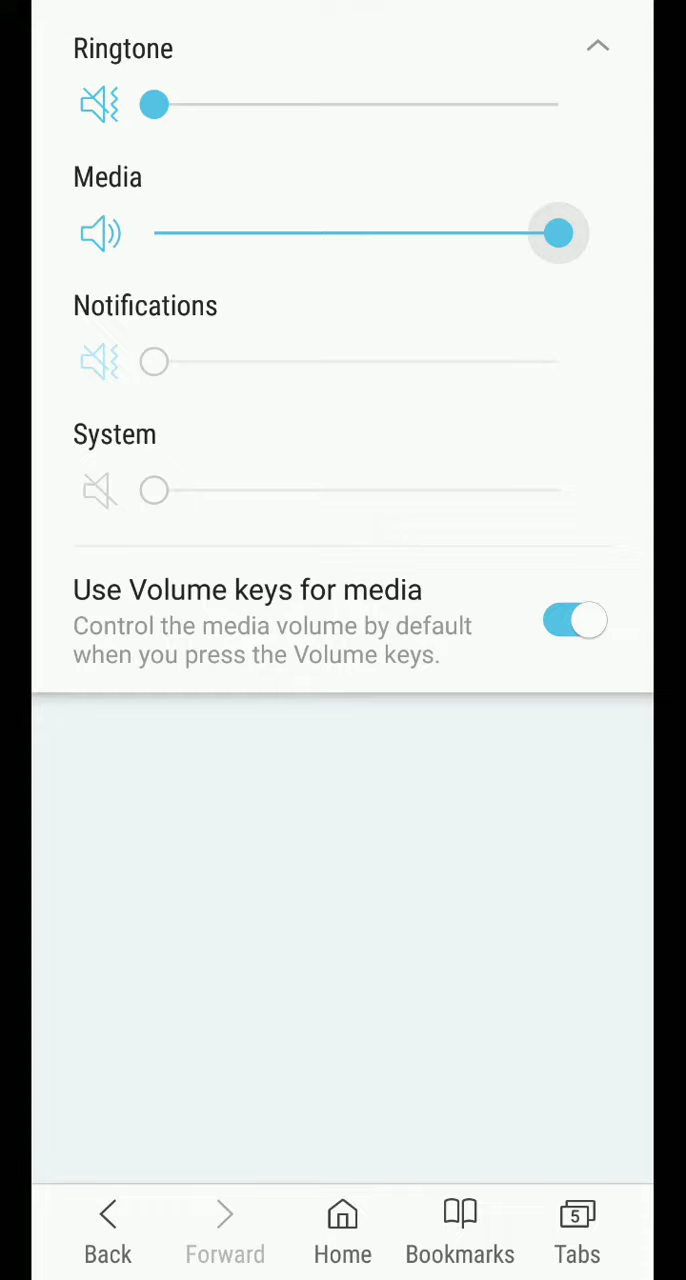 Ringtone
Media
Notifications
System
Use Volume keys for media
Control the media volume by default
when you press the Volume keys.
5
Back
Forward
Home
Bookmarks
Tabs